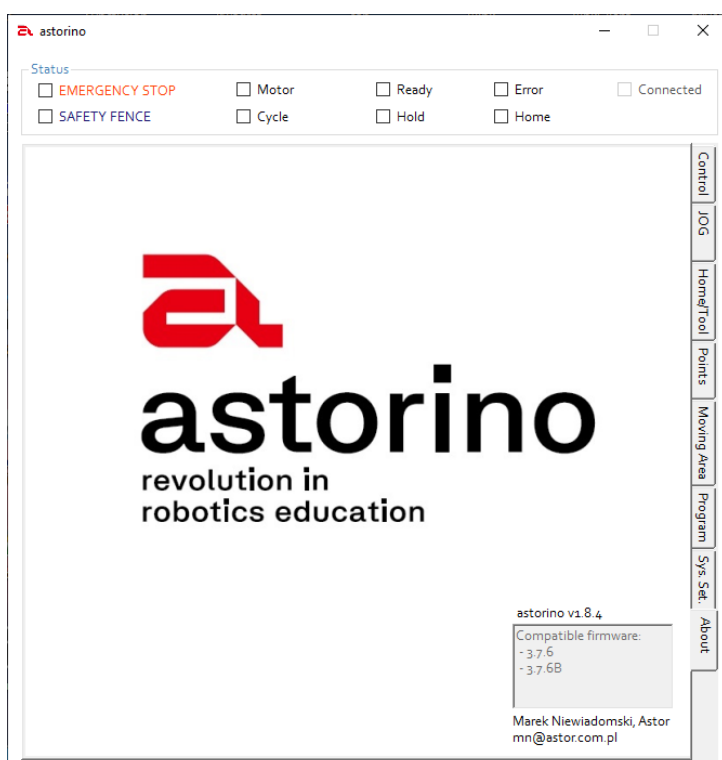 astorino
Status
EMERGENCY STOP
Motor
Ready
Error
Connected
SAFETY FENCE
Cycle
Hold
Home
Control
JOG
Home/Tool
Points
Moving Area
Program
Sys. Set.
About
astorino
revolution in
robotics education
astorino v1.8.4
Compatible firmware:
- 3.7.6
- 3.7.6B
Marek Niewiadomski, Astor
mn@astor.com.pl